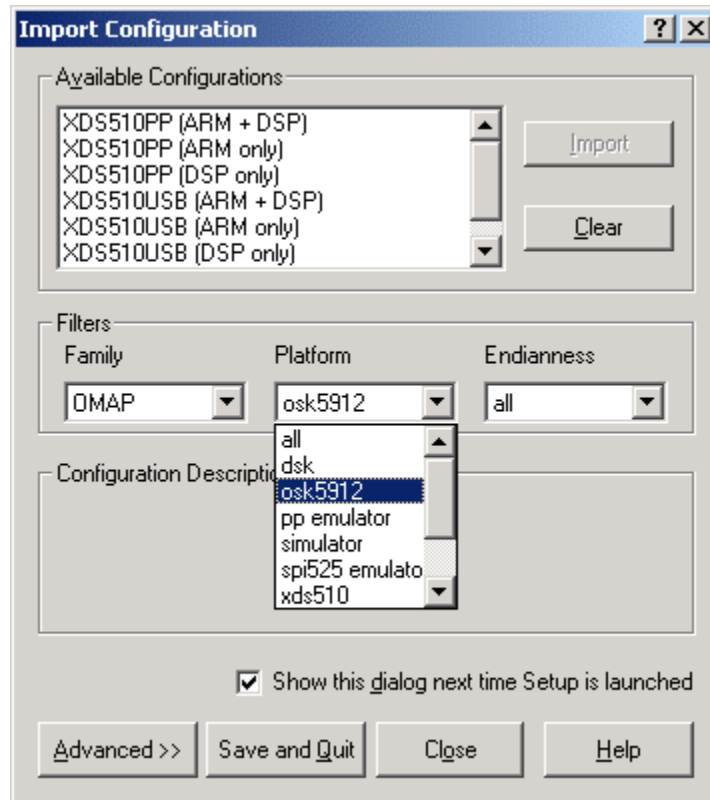 Import Configuration
Available Configurations
XDS510PP (ARM + DSP)
XDS510PP (ARM only)
XDS510PP (DSP only)
XDS510USB (ARM + DSP)
XDS510USB (ARM only)
XDS510USB (DSP only)
Import
Clear
Filters
Family
Platform
Endianness
OMAP
osk5912
all
all
dsk
osk5912
pp emulator
simulator
spi525 emulato
xds510
Configuration Descriptio
Show this dialog next time Setup is launched
Advanced >>
Save and Quit
Close
Help